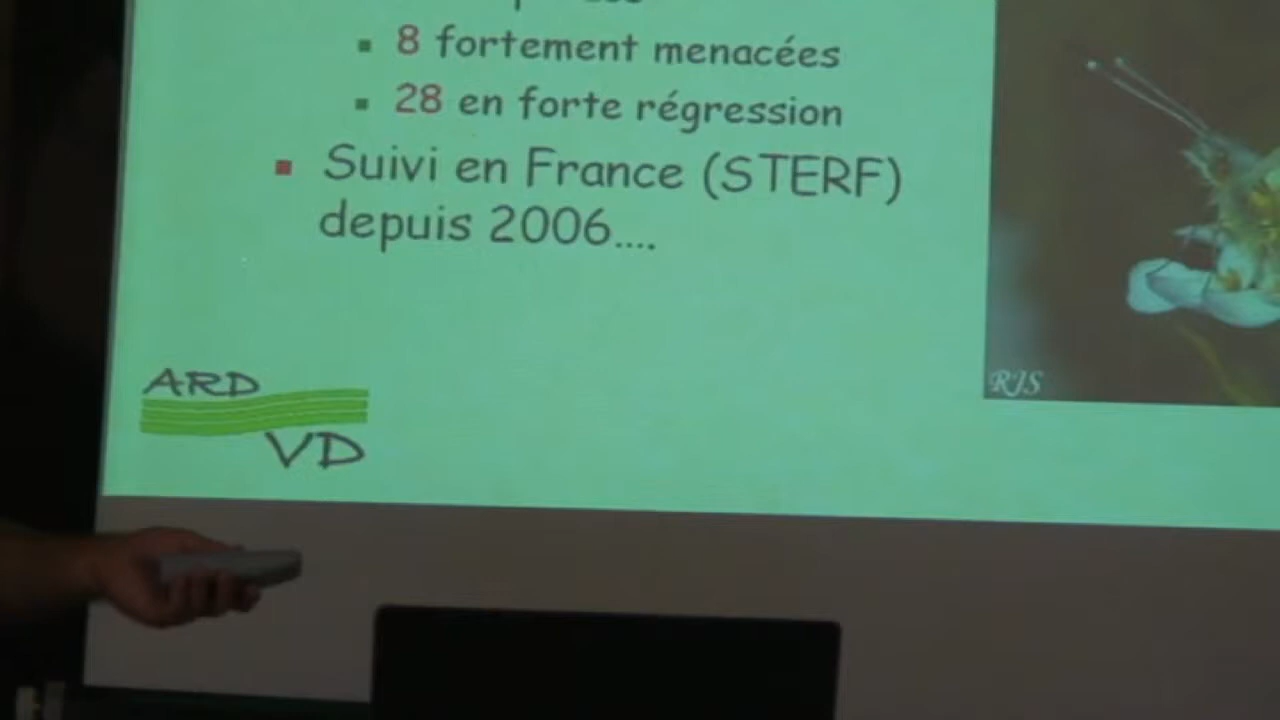 8 fortement menacées
28 en forte régression
Suivi en France (STERF)
depuis 2006....
ARD
VD
RJS